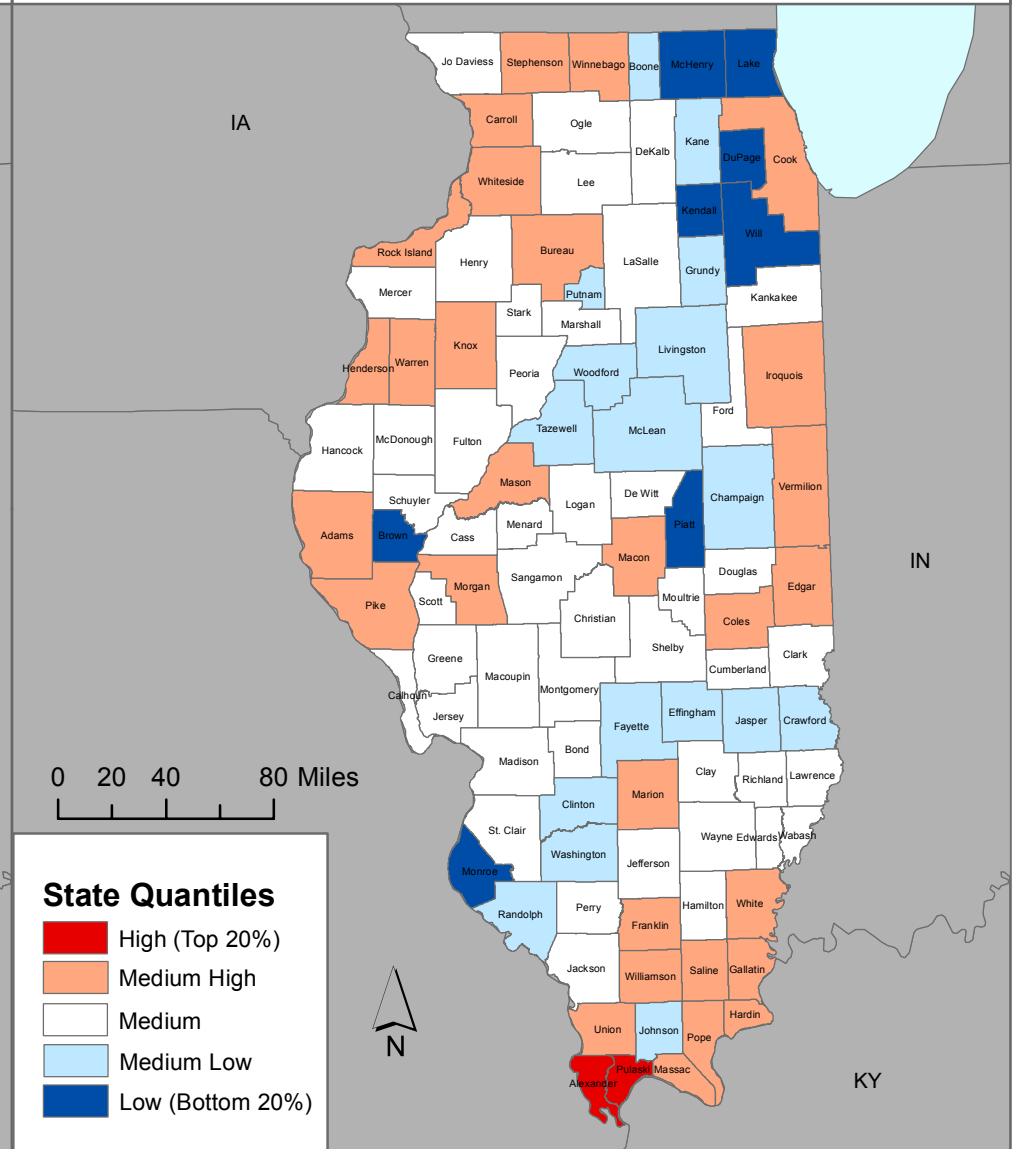 Jo Daviess
Stephenson
Winnebago
Boone
McHenry
Lake
IA
Carroll
Ogle
DeKalb
Kane
DuPage
Cook
Whiteside
Lee
Kendall
Will
Rock Island
Henry
Bureau
LaSalle
Grundy
Mercer
Putnam
Kankakee
Stark
Marshall
Henderson
Warren
Knox
Peoria
Woodford
Livingston
Iroquois
Ford
Hancock
McDonough
Fulton
Tazewell
McLean
Mason
Vermilion
Schuyler
Logan
De Witt
Champaign
Adams
Brown
Cass
Menard
Piatt
Macon
IN
Pike
Scott
Morgan
Sangamon
Douglas
Edgar
Christian
Moultrie
Coles
Greene
Macoupin
Shelby
Cumberland
Clark
Calhoun
Jersey
Montgomery
Fayette
Effingham
Jasper
Crawford
Madison
Bond
Clay
Richland
Lawrence
0 20 40 80 Miles
Clinton
Marion
St. Clair
Wayne
Edwards
Wabash
Monroe
Washington
Jefferson
Randolph
Perry
Hamilton
White
Franklin
Jackson
Williamson
Saline
Gallatin
Union
Johnson
Pope
Hardin
Alexander
Pulaski
Massac
KY
N
State Quantiles
High (Top 20%)
Medium High
Medium
Medium Low
Low (Bottom 20%)